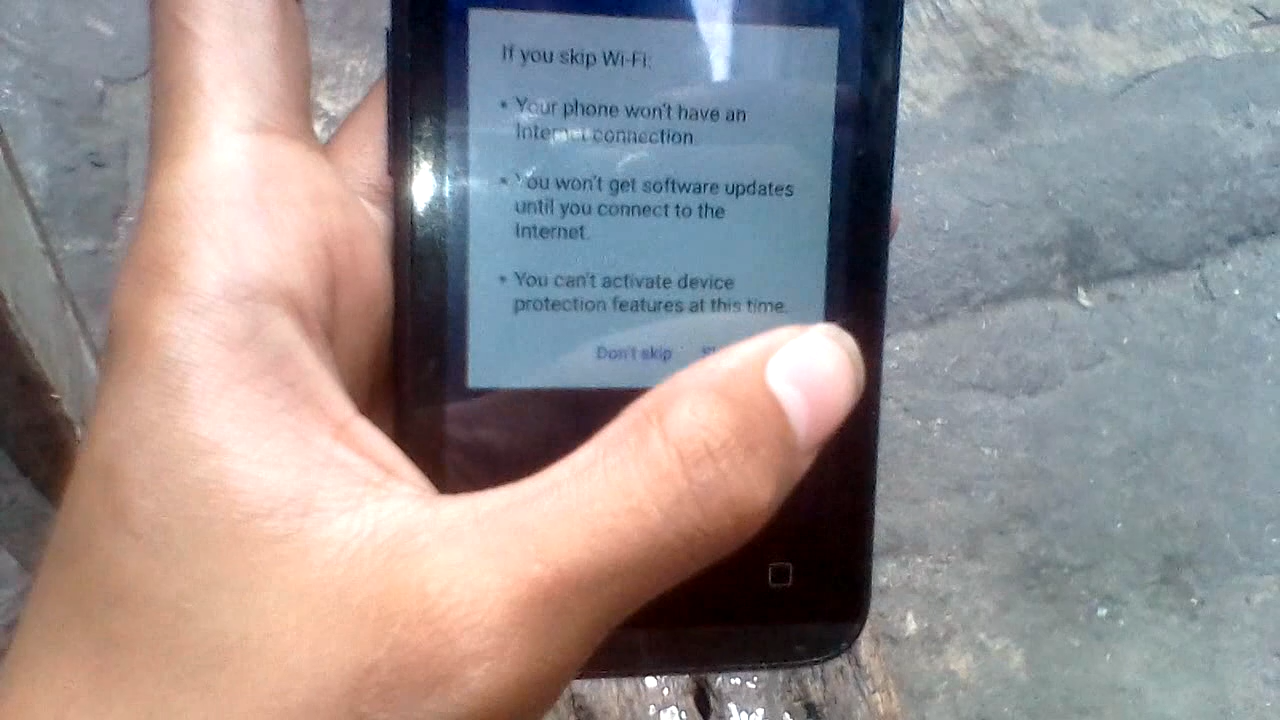 If you skip Wi-Fi:
• Your phone won't have an
Internet connection.
• You won't get software updates
until you connect to the
Internet.
• You can't activate device
protection features at this time.
Don't skip